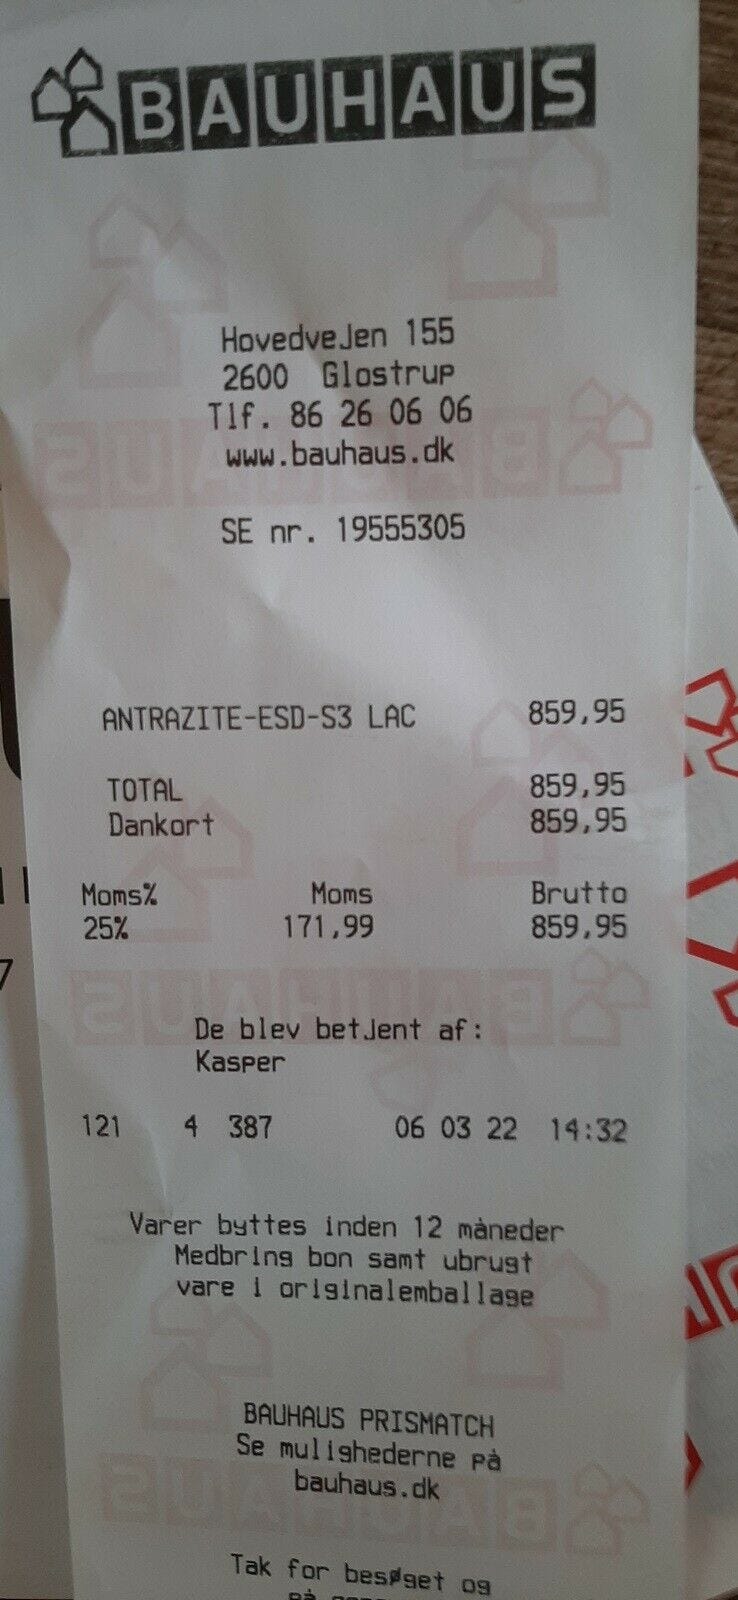 BAUHAUS
Hovedvejen 155
2600 Glostrup
Tlf. 86 26 06 06
www.bauhaus.dk
SE nr. 19555305
ANTRAZITE-ESD-S3 LAC 859,95
TOTAL 859,95
Dankort 859,95
Moms% Moms Brutto
25% 171,99 859,95
De blev betjent af:
Kasper
121 4 387 06 03 22 14:32
Varer byttes inden 12 måneder
Medbring bon samt ubrugt
vare i originalemballage
BAUHAUS PRISMATCH
Se mulighederne på
bauhaus.dk
Tak for besøget og
på